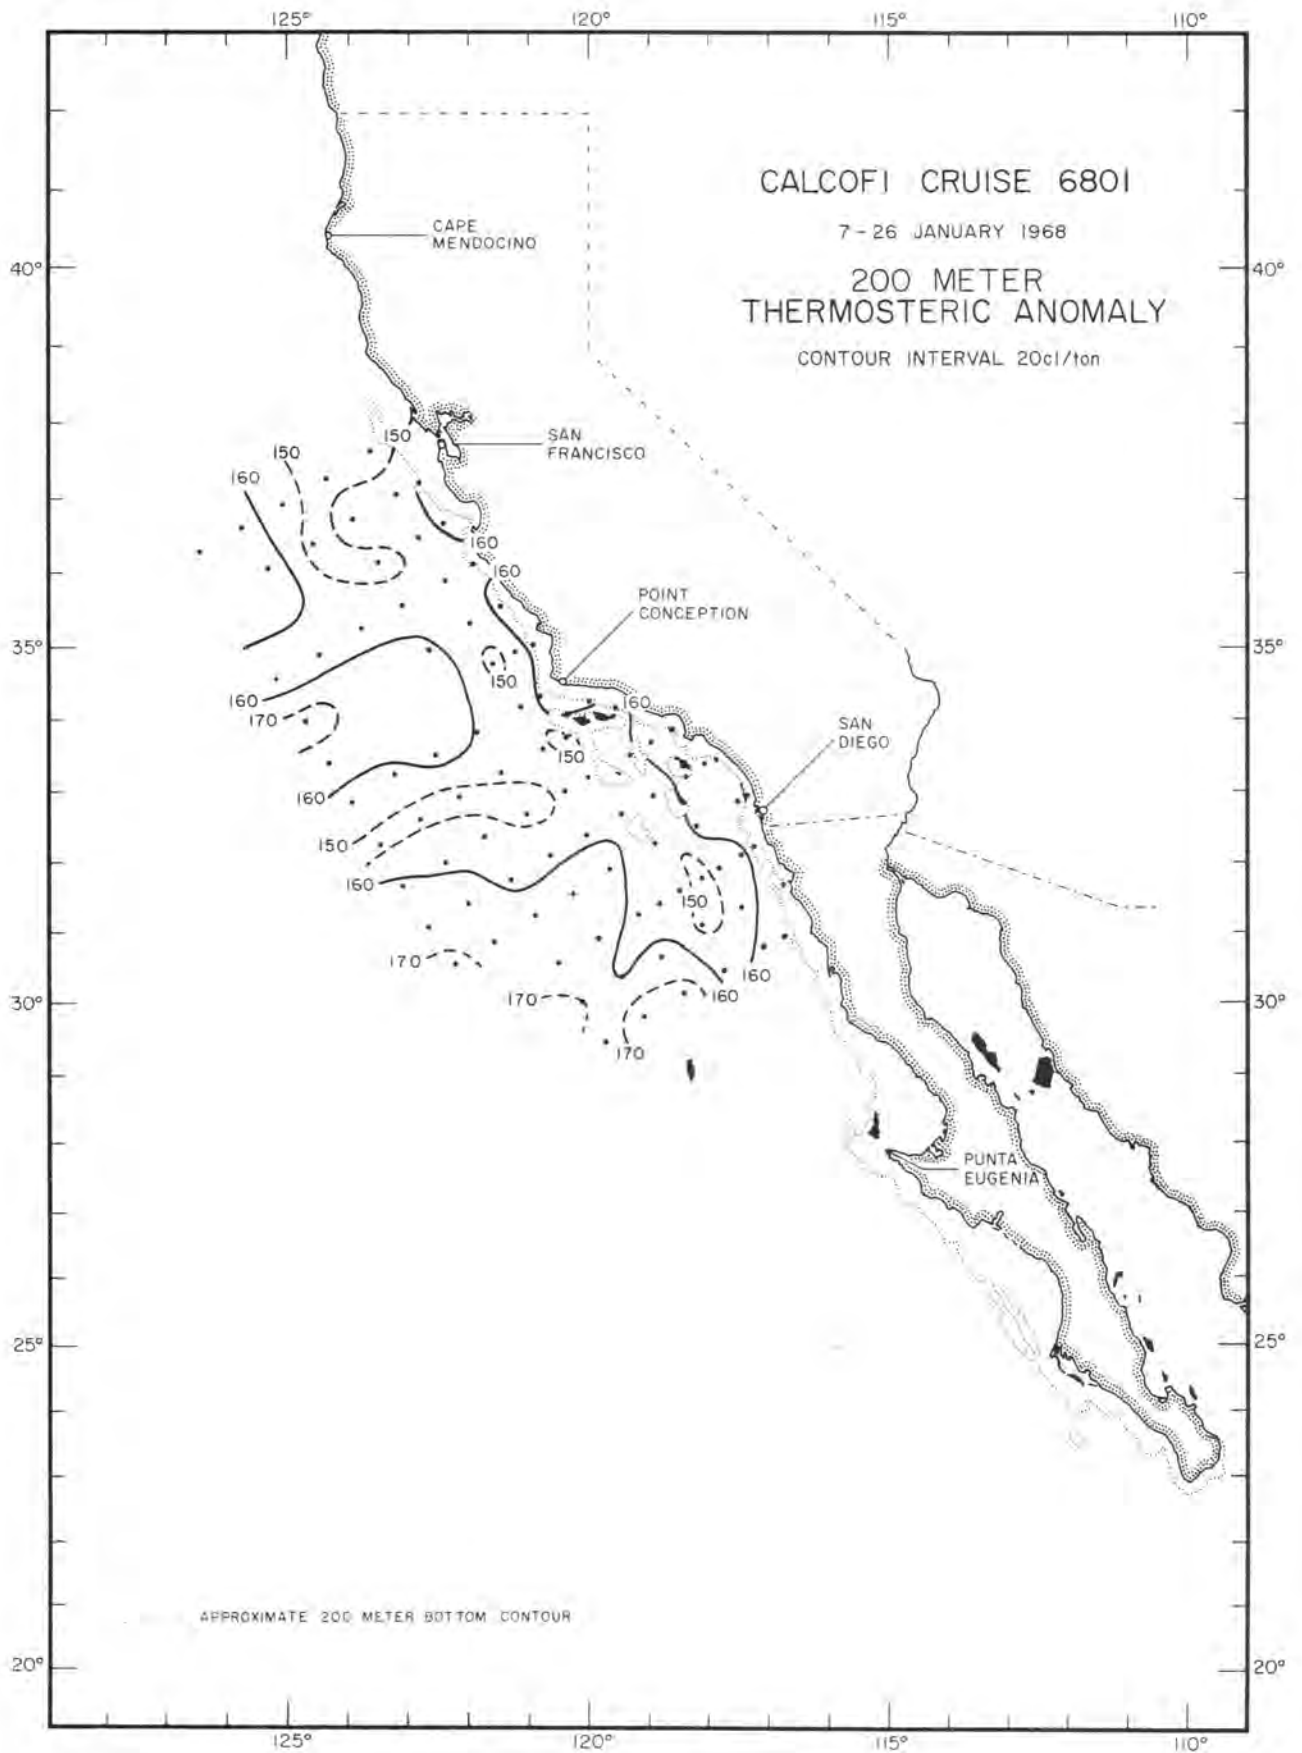 125° 120° 115° 110°
CALCOFI CRUISE 6801
7-26 JANUARY 1968
CAPE
MENDOCINO
40° 40°
200 METER
THERMOSTERIC ANOMALY
CONTOUR INTERVAL 20cl/ton
150
SAN
FRANCISCO
150
160
160
160
POINT
CONCEPTION
35° 35°
150
160
160
170
SAN
DIEGO
150
160
150
160
150
170
160
170
160
30° 30°
170
PUNTA
EUGENIA
25° 25°
APPROXIMATE 200 METER BOTTOM CONTOUR
20° 20°
125° 120° 115° 110°